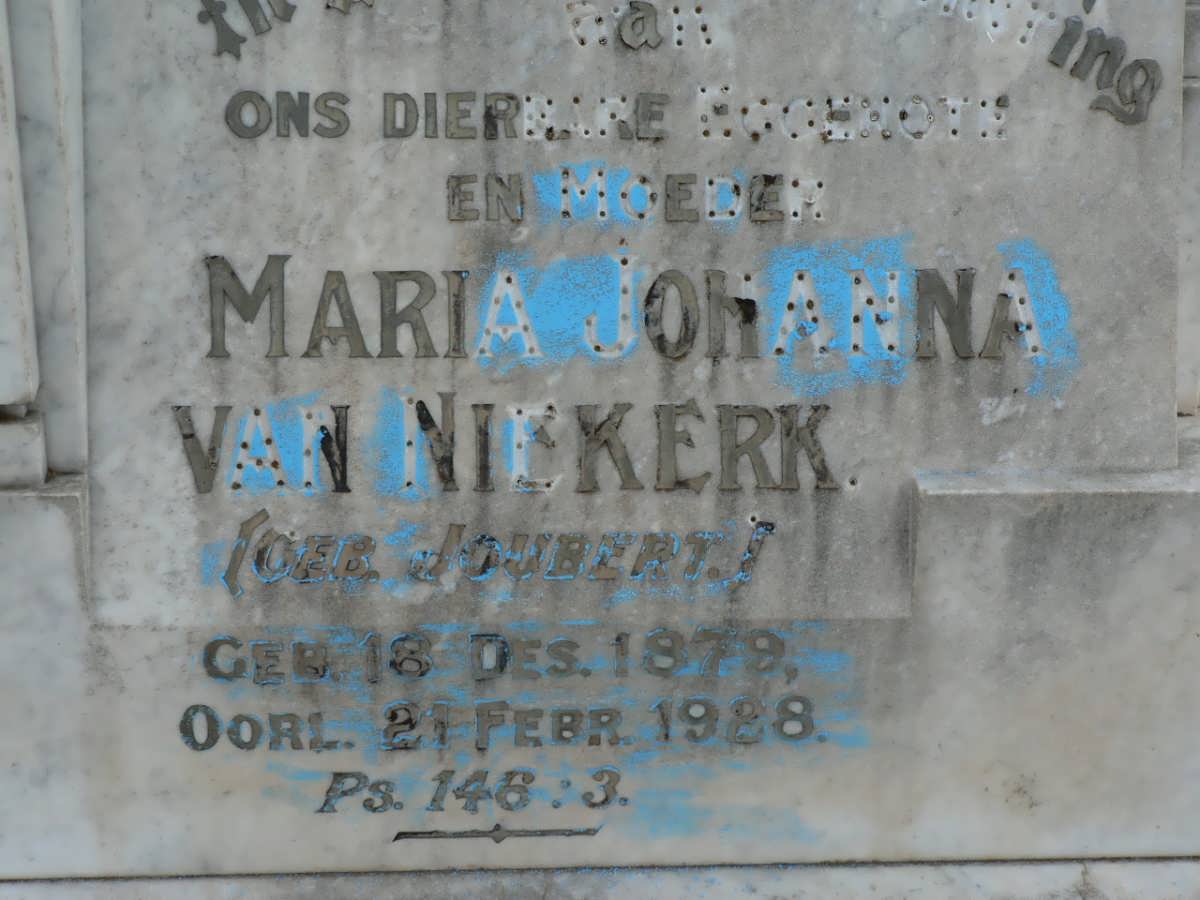 aan
ONS DIERBARE EGGENOTE
EN MOEDER
MARIA JOHANNA
VAN NIEKERK.
(GEB. JOUBERT.)
GEB. 18 DES. 1879,
OORL. 21 FEBR. 1928.
Ps. 146 : 3.